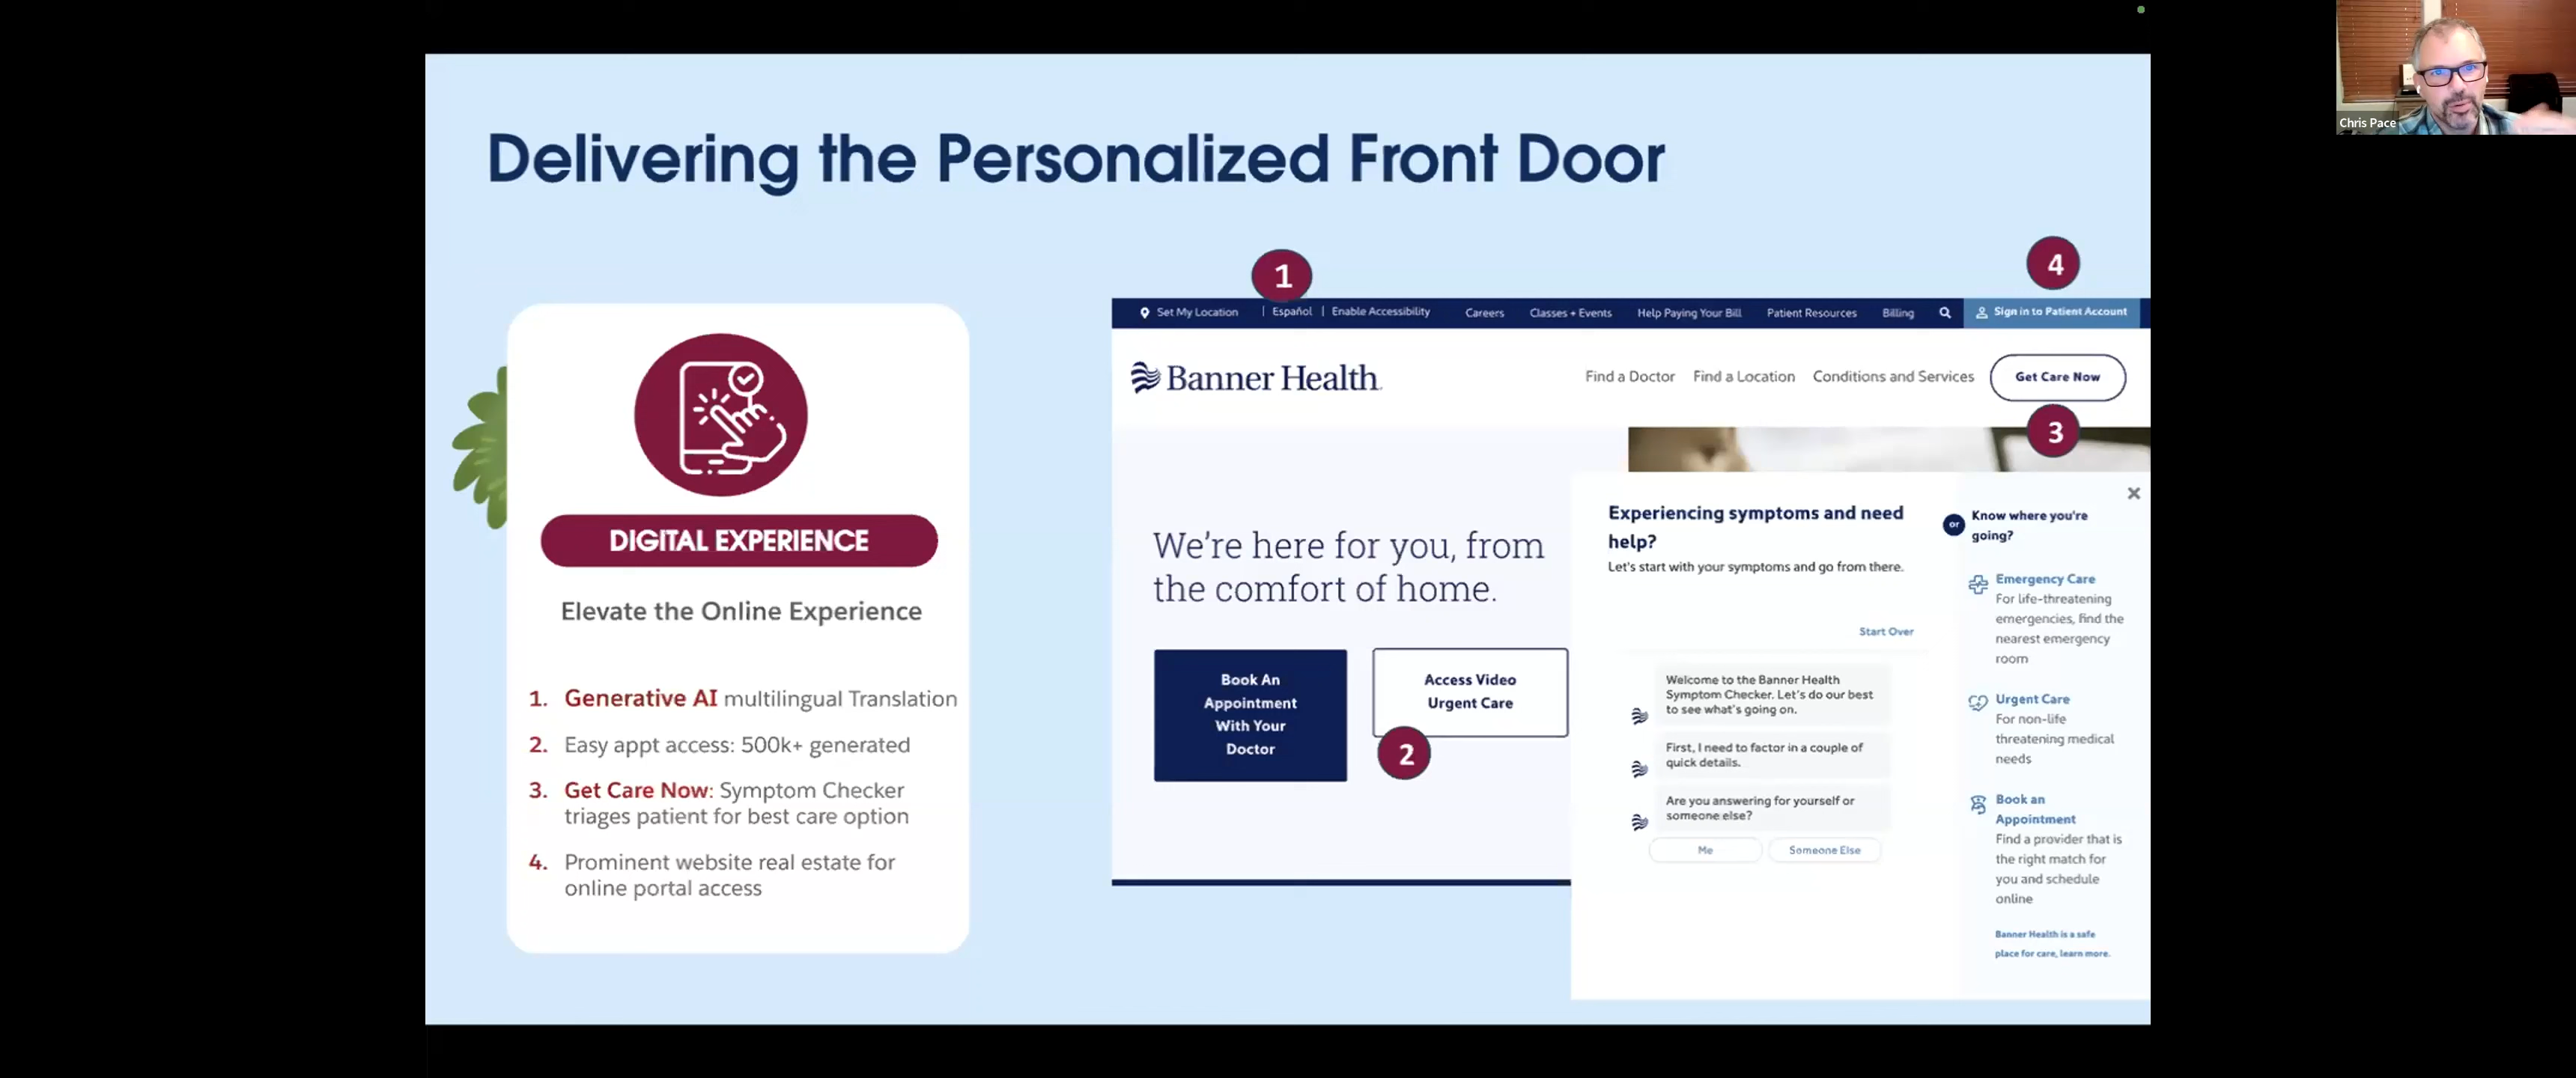 Chris Pace
Delivering the Personalized Front Door
DIGITAL EXPERIENCE
Elevate the Online Experience
1. Generative AI multilingual Translation
2. Easy appt access: 500k+ generated
3. Get Care Now: Symptom Checker
triages patient for best care option
4. Prominent website real estate for
online portal access
1
4
Set My Location | Español | Enable Accessibility Careers Classes + Events Help Paying Your Bill Patient Resources Billing Sign in to Patient Account
Banner Health
Find a Doctor Find a Location Conditions and Services Get Care Now
3
We're here for you, from
the comfort of home.
Book An
Appointment
With Your
Doctor
Access Video
Urgent Care
2
Experiencing symptoms and need
help?
Let's start with your symptoms and go from there.
Start Over
Welcome to the Banner Health
Symptom Checker. Let's do our best
to see what's going on.
First, I need to factor in a couple of
quick details.
Are you answering for yourself or
someone else?
Me Someone Else
or
Know where you're
going?
Emergency Care
For life-threatening
emergencies, find the
nearest emergency
room
Urgent Care
For non-life
threatening medical
needs
Book an
Appointment
Find a provider that is
the right match for
you and schedule
online
Banner Health is a safe
place for care, learn more.